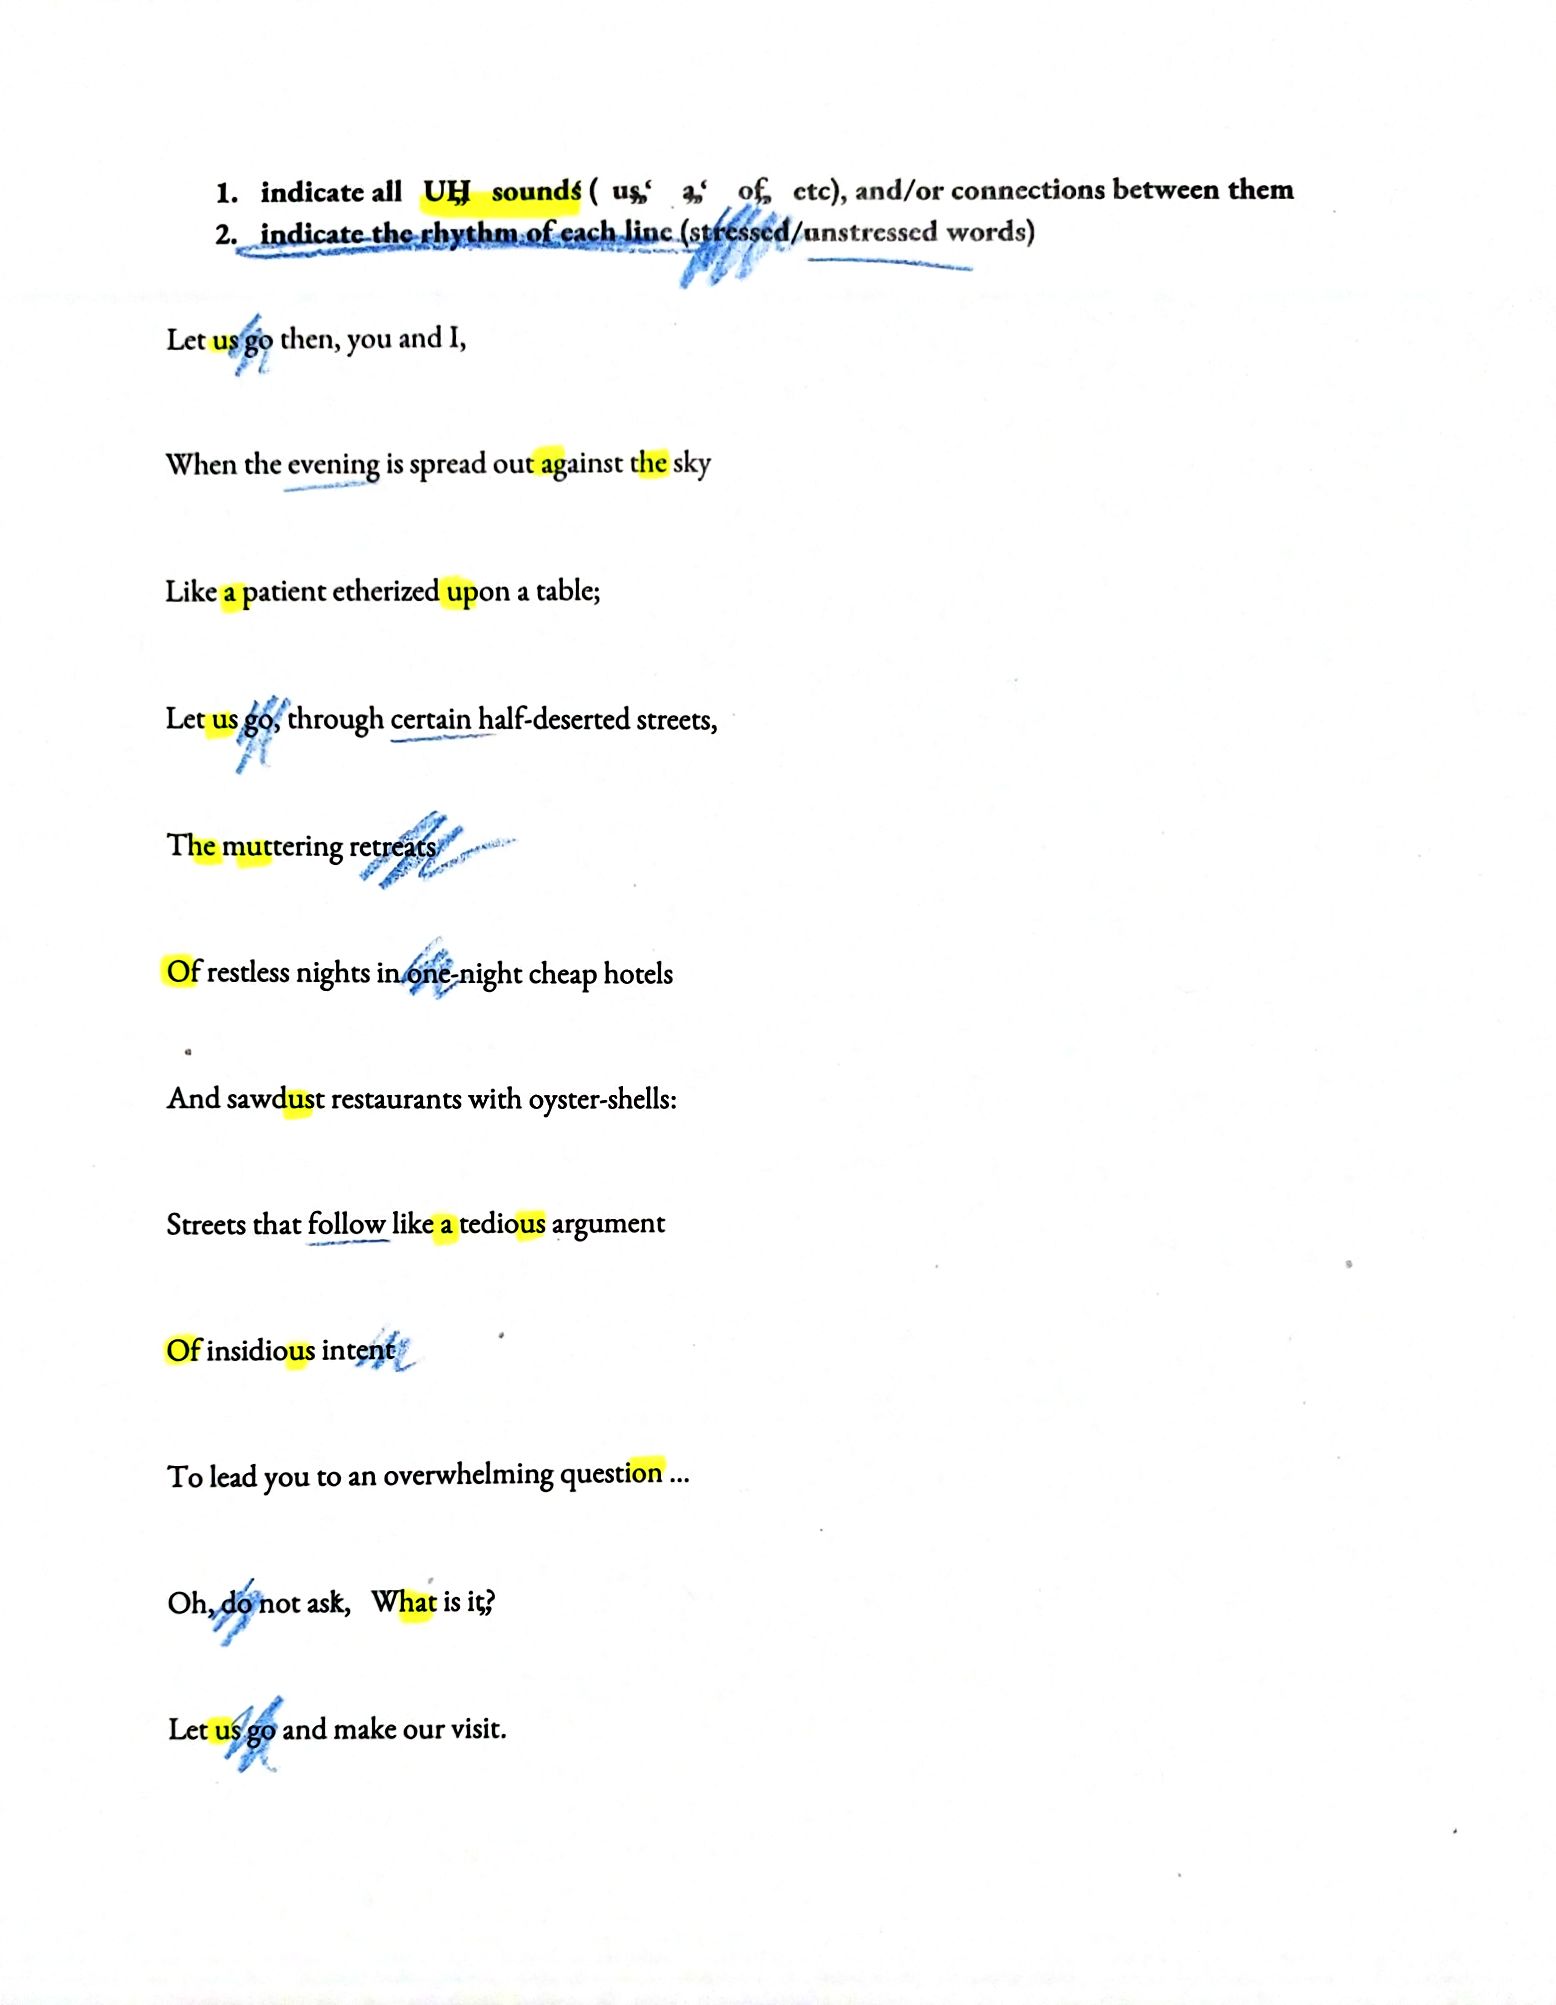 1. indicate all UH„ sounds‘ ( us„‘ a„‘ of„ etc), and/or connections between them
2. indicate the rhythm of each line (stressed/unstressed words)
Let us go then, you and I,
When the evening is spread out against the sky
Like a patient etherized upon a table;
Let us go, through certain half-deserted streets,
The muttering retreats
Of restless nights in one-night cheap hotels
And sawdust restaurants with oyster-shells:
Streets that follow like a tedious argument
Of insidious intent
To lead you to an overwhelming question ...
Oh, do not ask, ‘What is it„?
Let us go and make our visit.